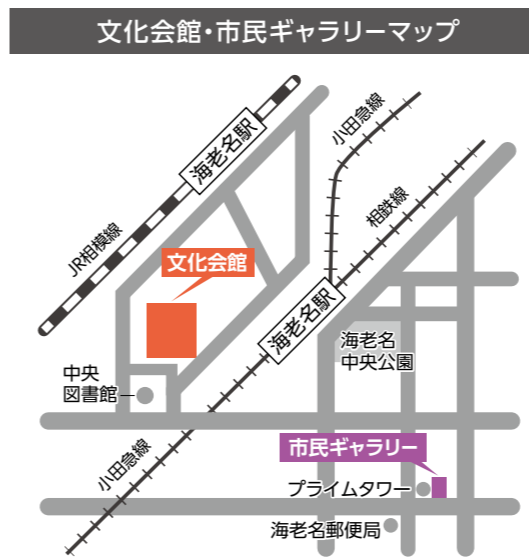 文化会館・市民ギャラリーマップ
海老名駅
小田急線
JR相模線
相鉄線
文化会館
海老名駅
海老名
中央公園
中央
図書館
小田急線
市民ギャラリー
プライムタワー
海老名郵便局